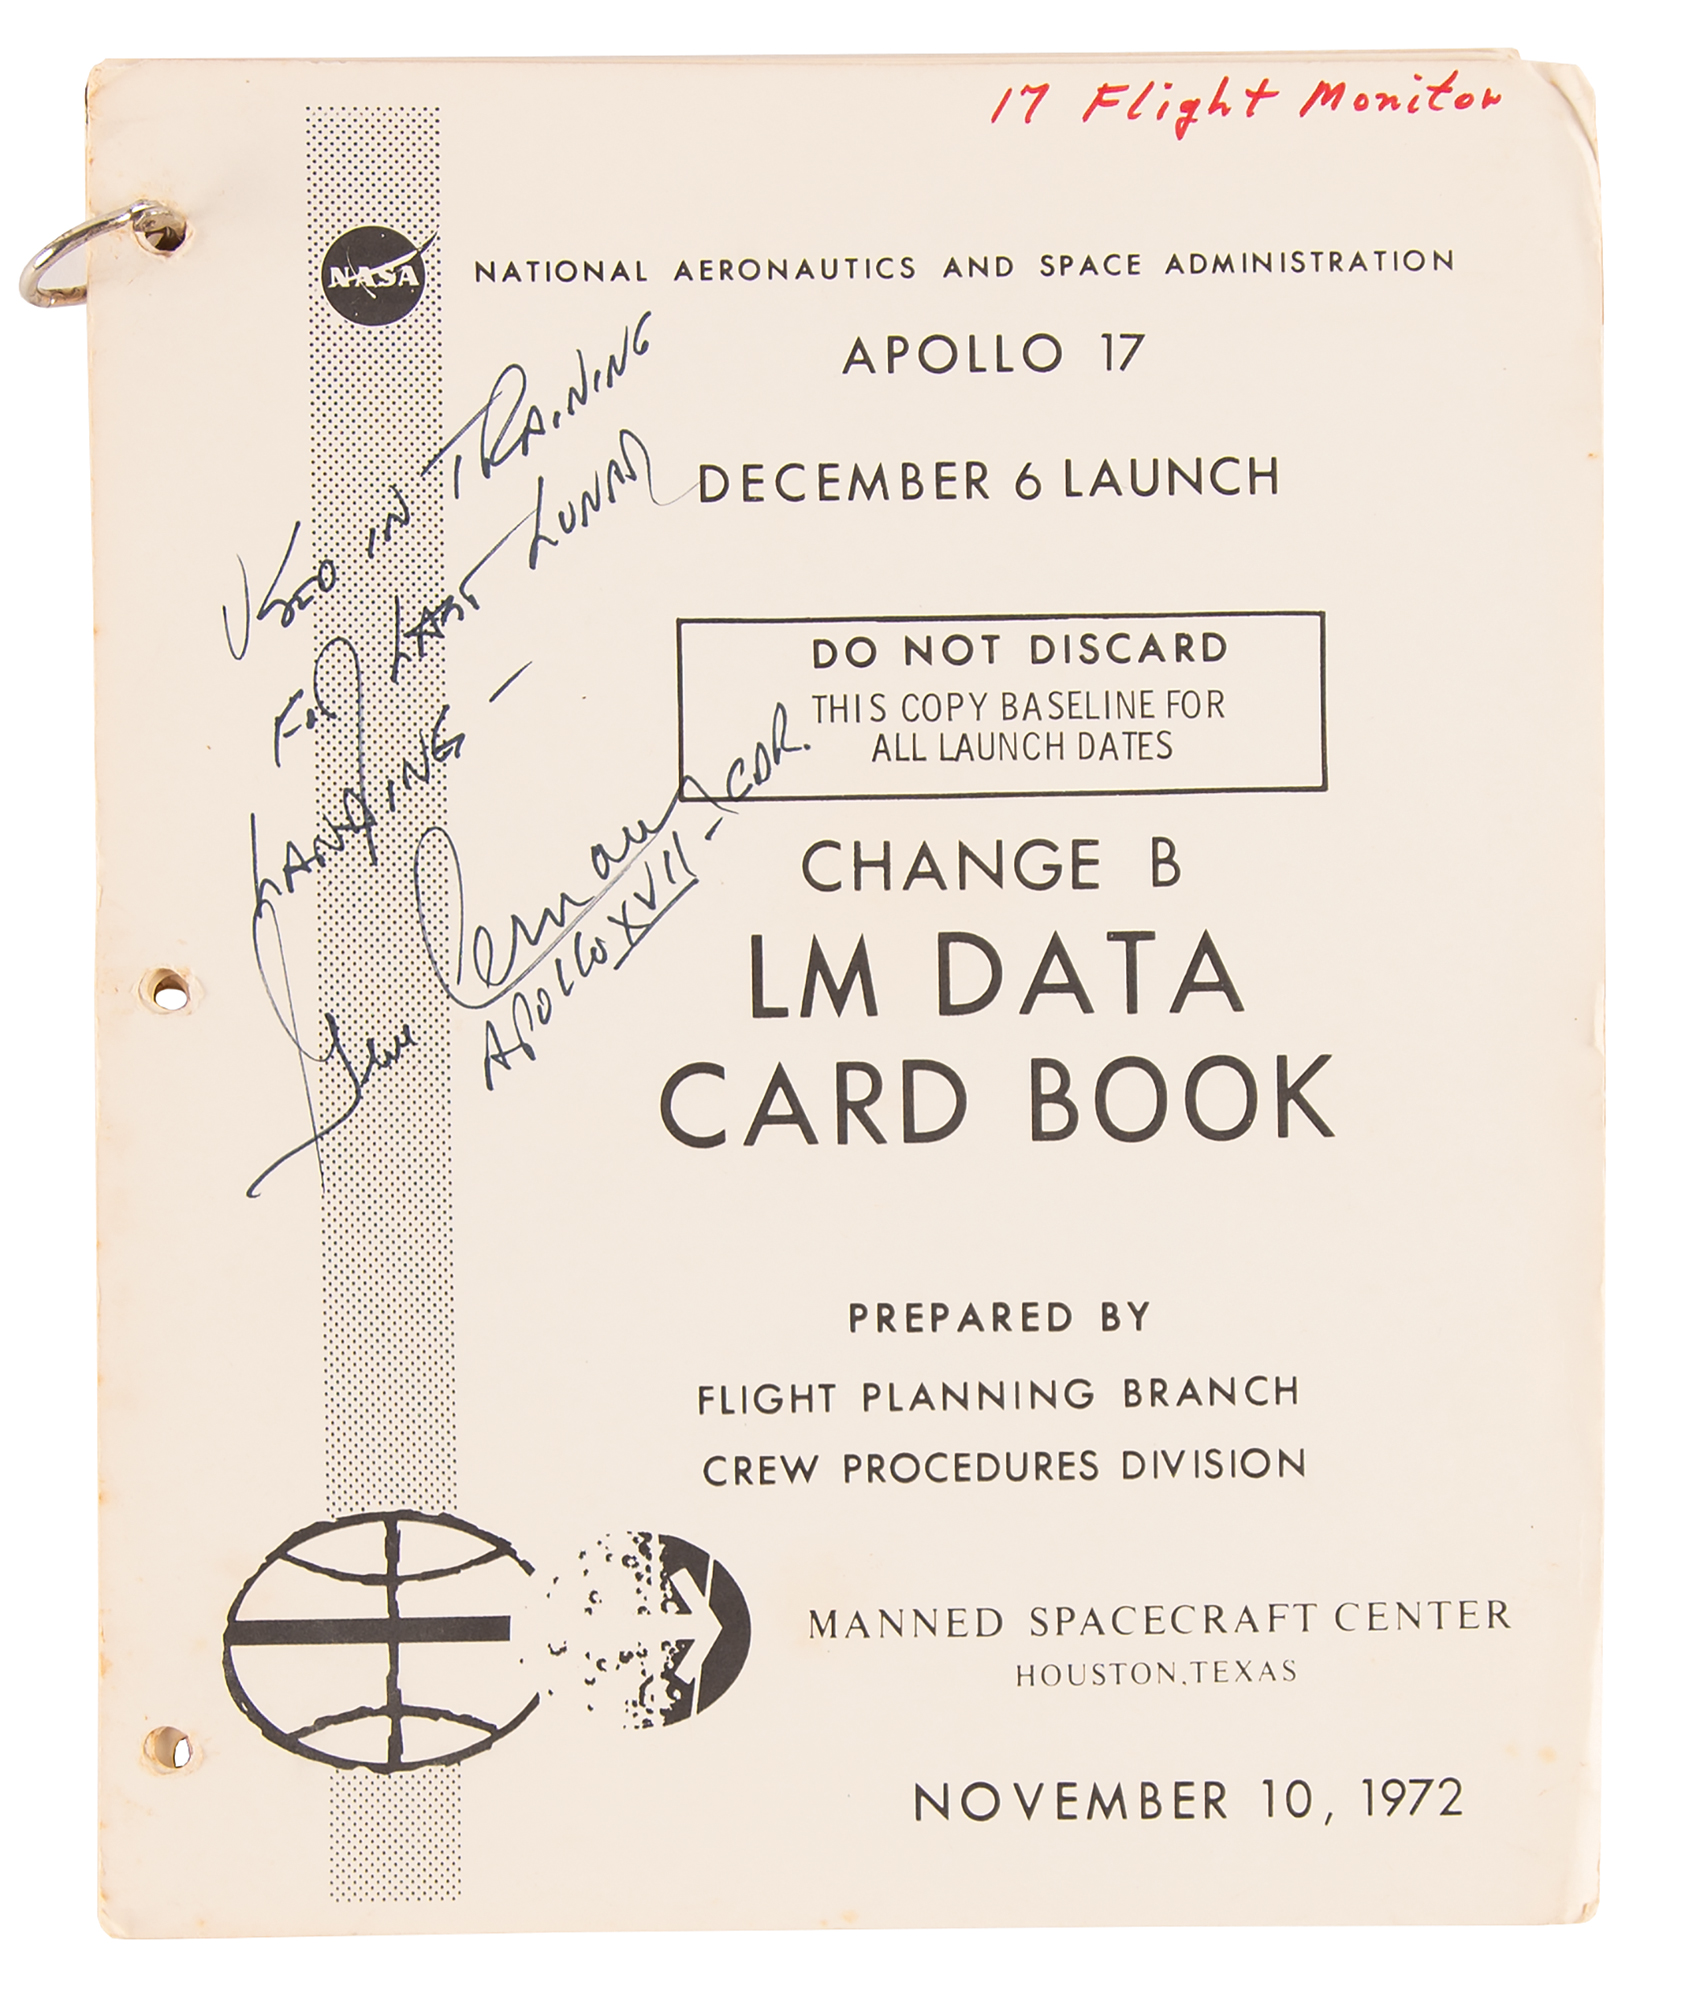 17 Flight Monitor
NASA
NATIONAL AERONAUTICS AND SPACE ADMINISTRATION
APOLLO 17
DECEMBER 6 LAUNCH
USED IN TRAINING
FOR LAST LUNAR
LANDING –
Gene Cernan
APOLLO XVII – CDR.
DO NOT DISCARD
THIS COPY BASELINE FOR
ALL LAUNCH DATES
CHANGE B
LM DATA
CARD BOOK
PREPARED BY
FLIGHT PLANNING BRANCH
CREW PROCEDURES DIVISION
MANNED SPACECRAFT CENTER
HOUSTON, TEXAS
NOVEMBER 10, 1972